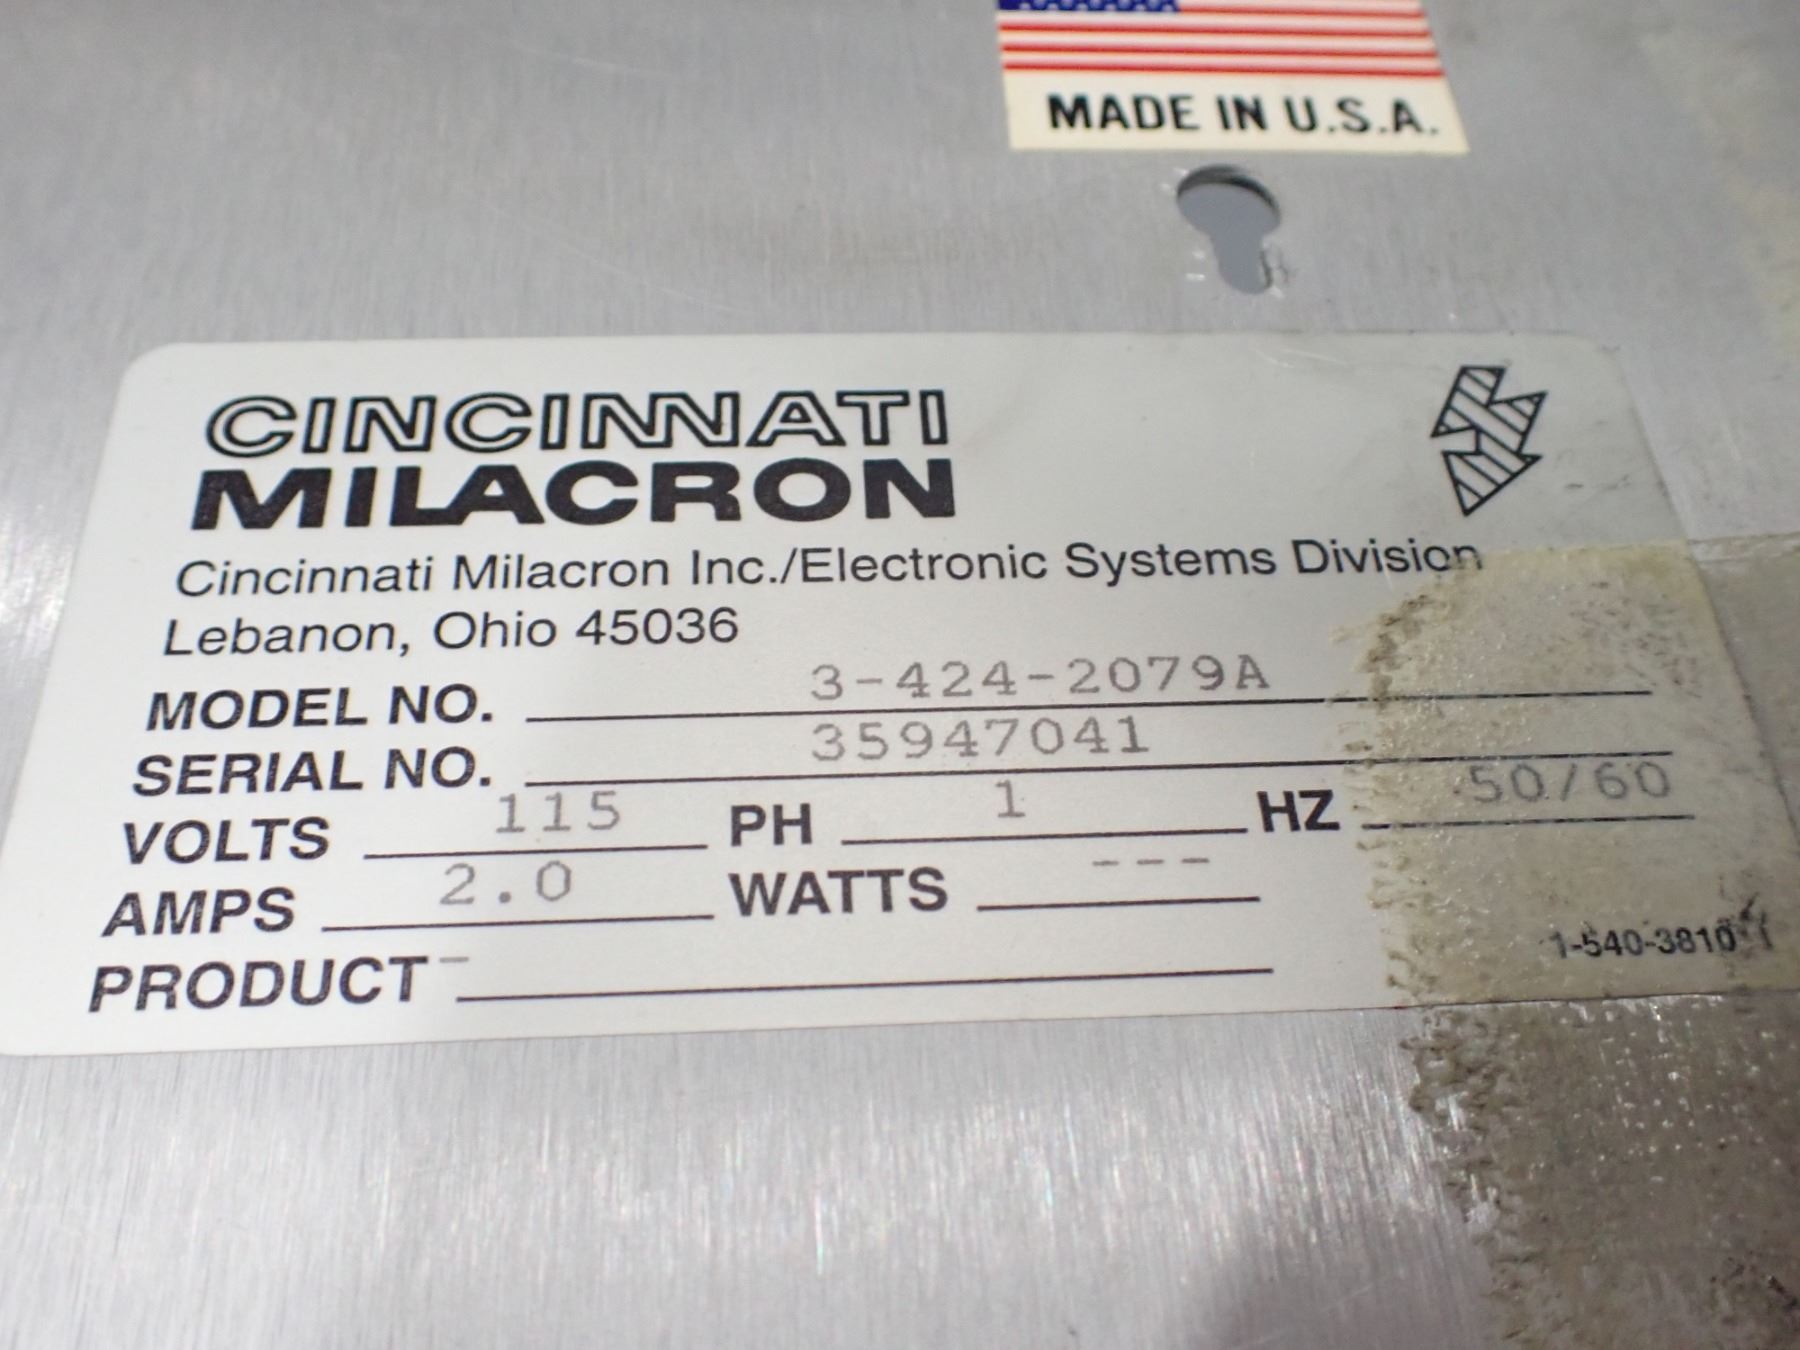 MADE IN U.S.A.
CINCINNATI
MILACRON
Cincinnati Milacron Inc./Electronic Systems Division
Lebanon, Ohio 45036
MODEL NO. 3-424-2079A
SERIAL NO. 35947041
VOLTS 115 PH 1 HZ 50/60
AMPS 2.0 WATTS ---
PRODUCT -
1-540-3810